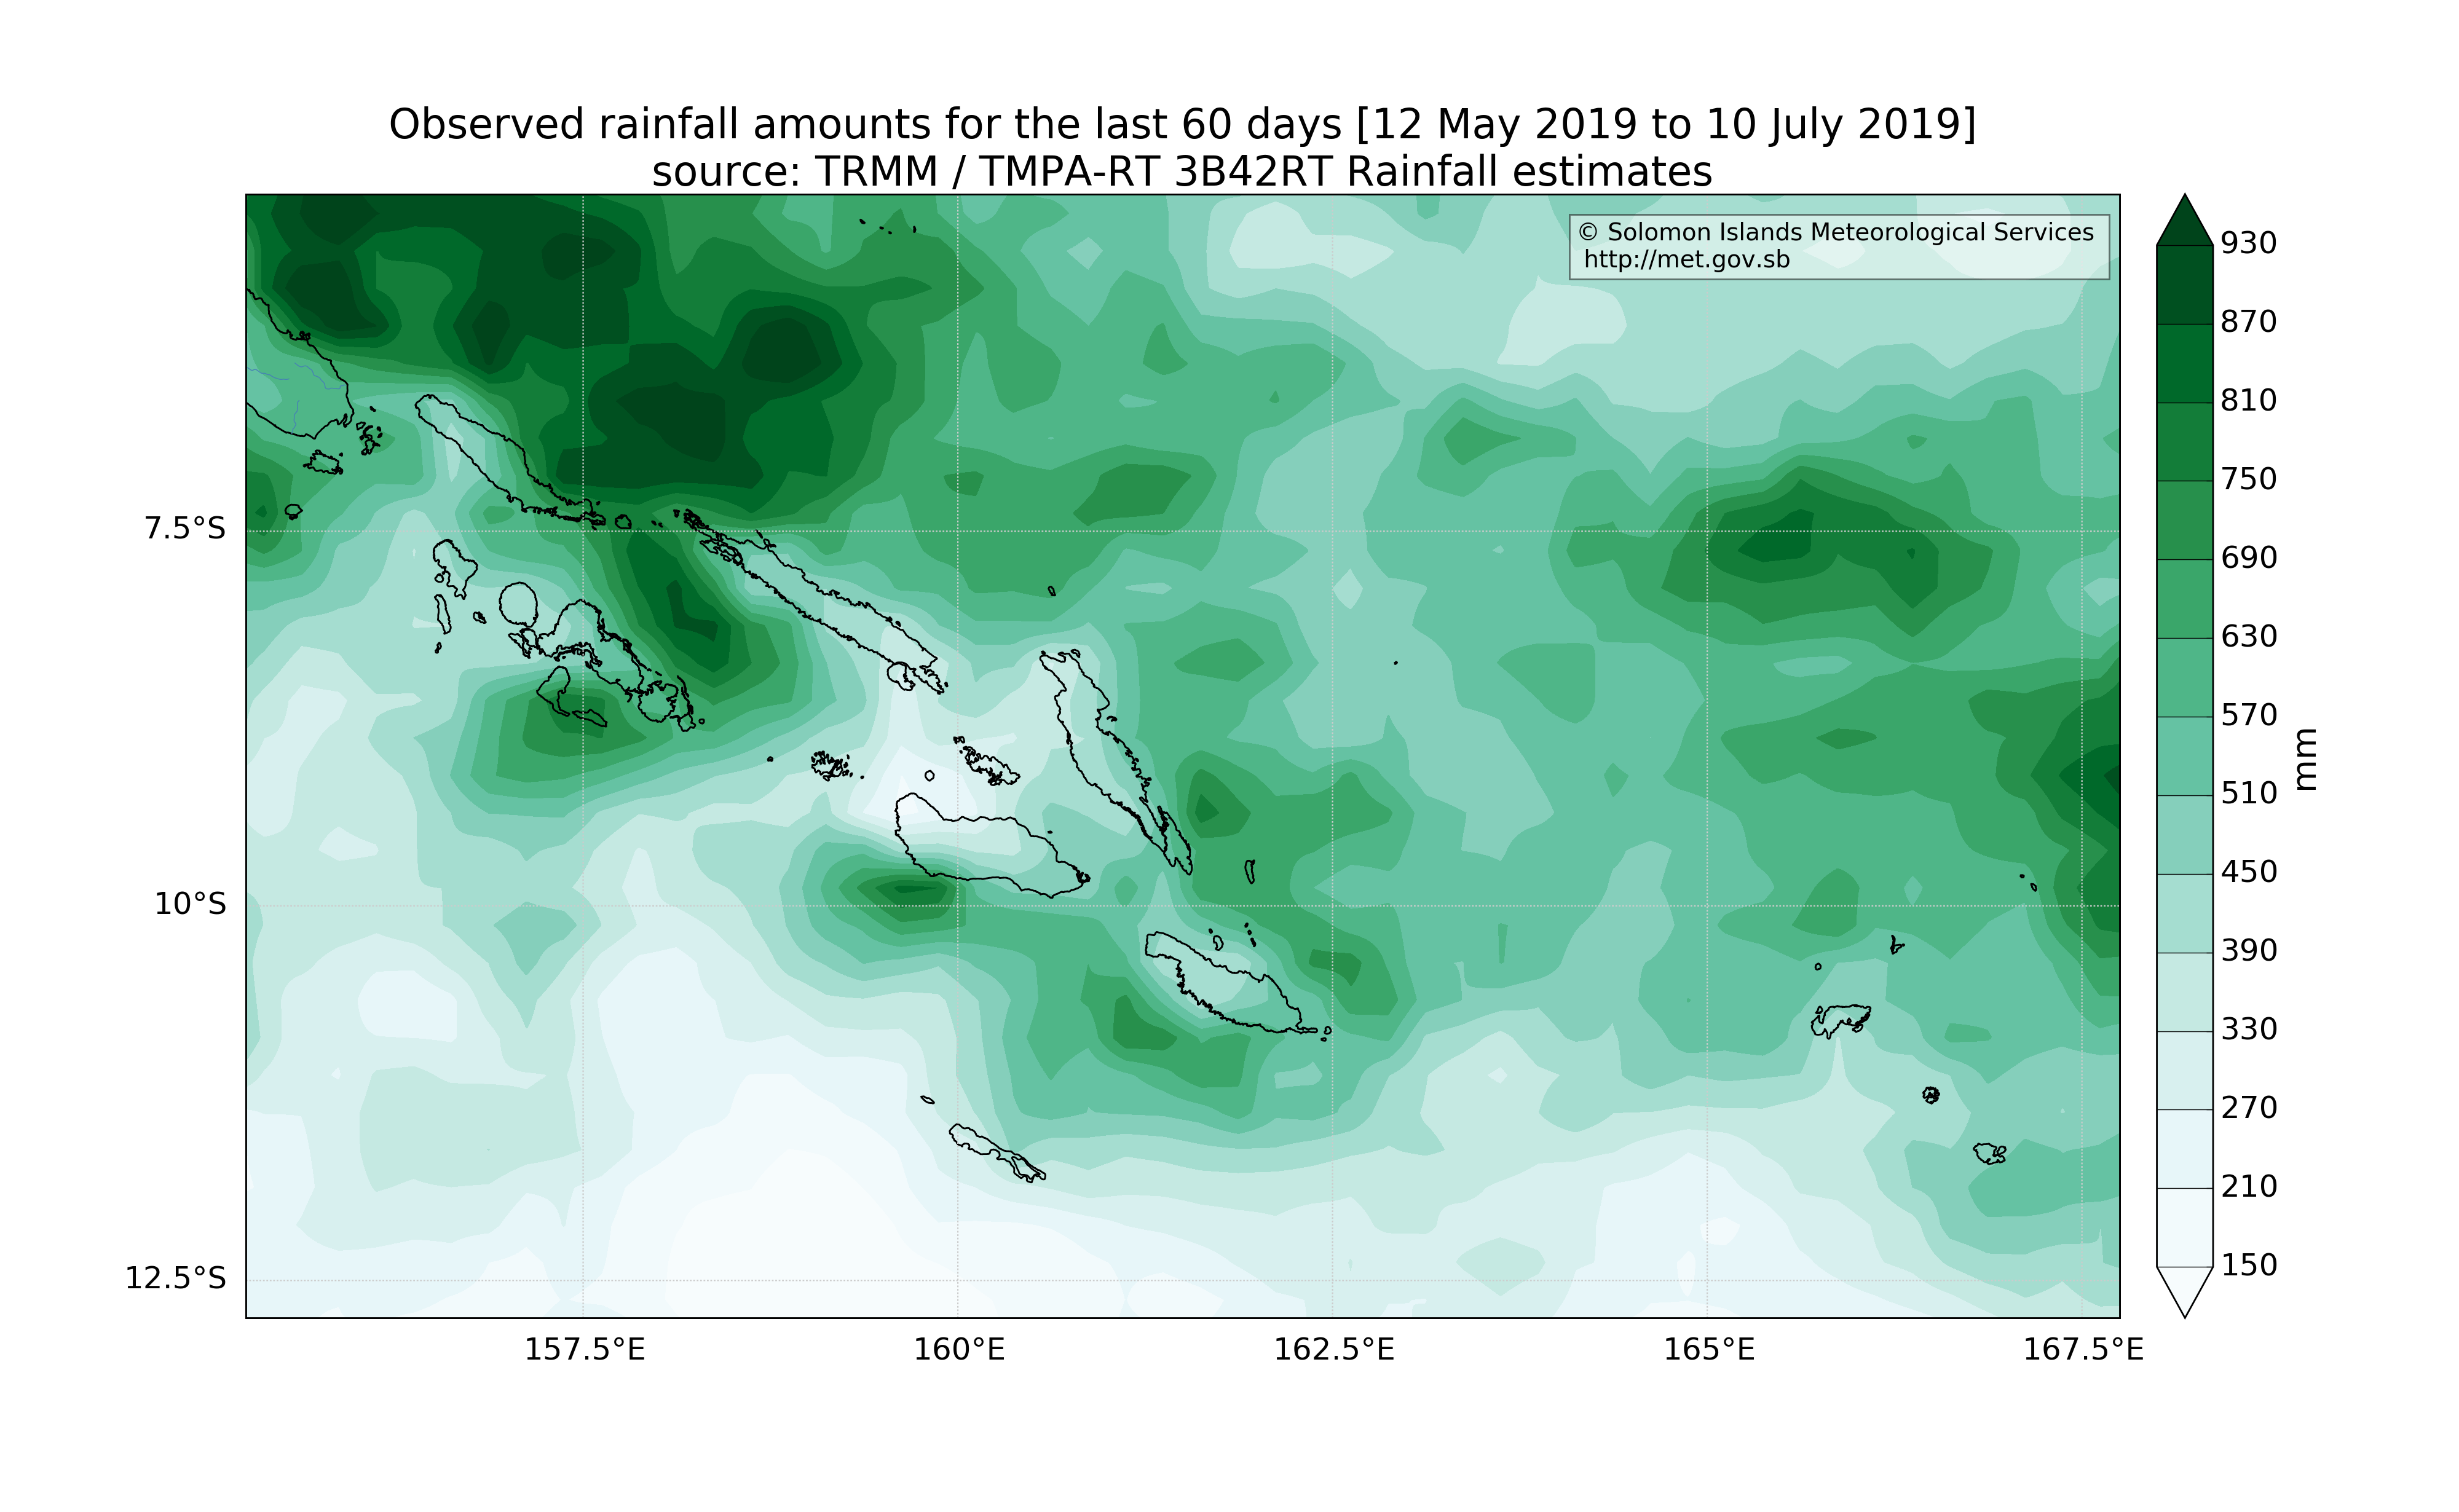 Observed rainfall amounts for the last 60 days [12 May 2019 to 10 July 2019]
source: TRMM / TMPA-RT 3B42RT Rainfall estimates
© Solomon Islands Meteorological Services
http://met.gov.sb
7.5°S
10°S
12.5°S
157.5°E
160°E
162.5°E
165°E
167.5°E
930
870
810
750
690
630
570
510
450
390
330
270
210
150
mm